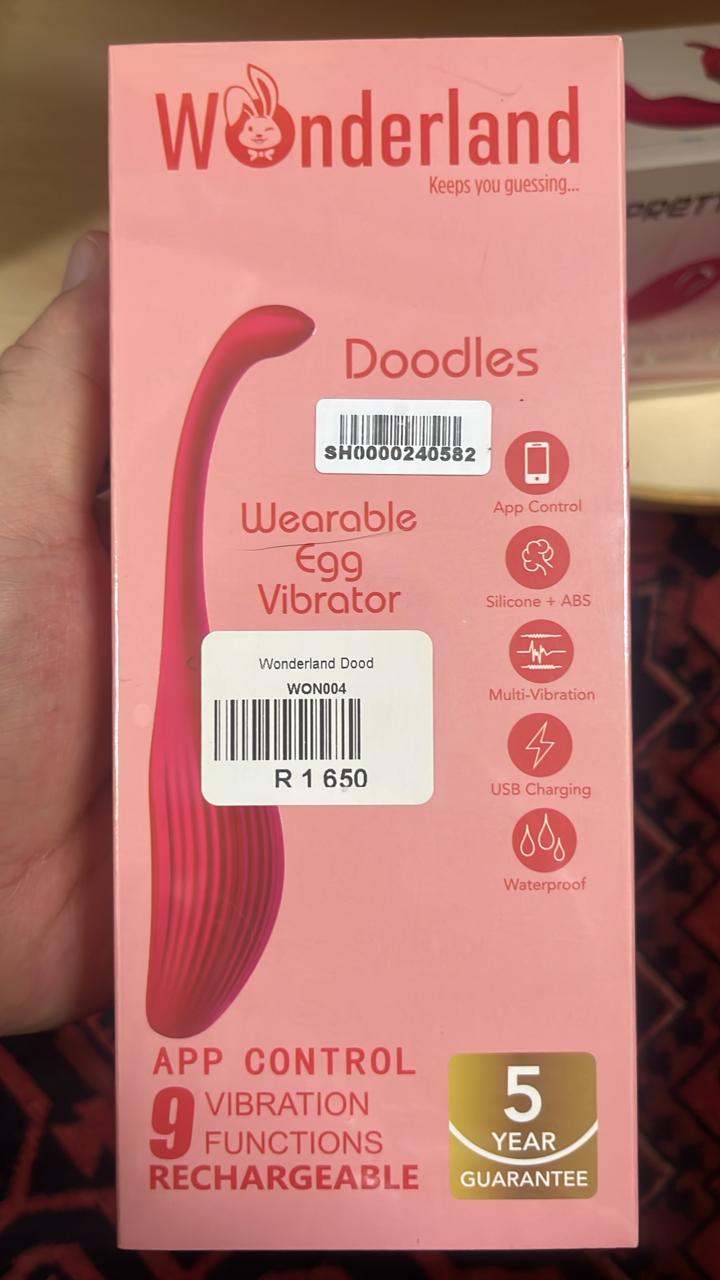 Wonderland
Keeps you guessing...
Doodles
SH0000240582
App Control
Wearable
Egg
Vibrator
Silicone + ABS
Wonderland Dood
WON004
R 1 650
Multi-Vibration
USB Charging
Waterproof
APP CONTROL
9 VIBRATION
FUNCTIONS
RECHARGEABLE
5
YEAR
GUARANTEE